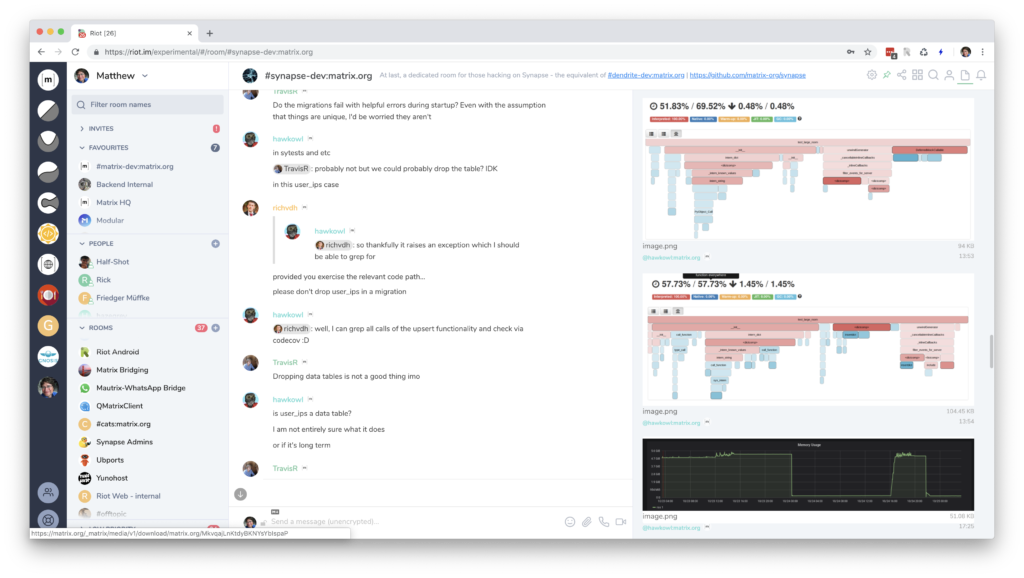 Riot [26]
https://riot.im/experimental/#/room/#synapse-dev:matrix.org
[m]
Matthew
Filter room names
INVITES
!
FAVOURITES
7
#matrix-dev:matrix.org
Backend Internal
Matrix HQ
Modular
PEOPLE
Half-Shot
Rick
Friedger Müffke
ROOMS
37
Riot Android
Matrix Bridging
Mautrix-WhatsApp Bridge
QMatrixClient
#cats:matrix.org
Synapse Admins
Ubports
Yunohost
Riot Web - internal
#offtopic
https://matrix.org/_matrix/media/v1/download/matrix.org/MkvqajLnKtdyBKNYsYbIspaP
#synapse-dev:matrix.org
At last, a dedicated room for those hacking on Synapse - the equivalent of #dendrite-dev:matrix.org | https://github.com/matrix-org/synapse
TravisR
Do the migrations fail with helpful errors during startup? Even with the assumption
that things are unique, I'd be worried they aren't
hawkowl
in sytests and etc
TravisR : probably not but we could probably drop the table? IDK
in this user_ips case
richvdh
hawkowl
richvdh : so thankfully it raises an exception which I should
be able to grep for
provided you exercise the relevant code path...
please don't drop user_ips in a migration
hawkowl
richvdh : well, I can grep all calls of the upsert functionality and check via
codecov :D
TravisR
Dropping data tables is not a good thing imo
hawkowl
is user_ips a data table?
I am not entirely sure what it does
or if it's long term
TravisR
Send a message (unencrypted)...
51.83% / 69.52% 0.48% / 0.48%
image.png
94 KB
@hawkowl:matrix.org
13:53
57.73% / 57.73% 1.45% / 1.45%
image.png
104.45 KB
@hawkowl:matrix.org
13:54
Memory Usage
image.png
51.08 KB
@hawkowl:matrix.org
17:25